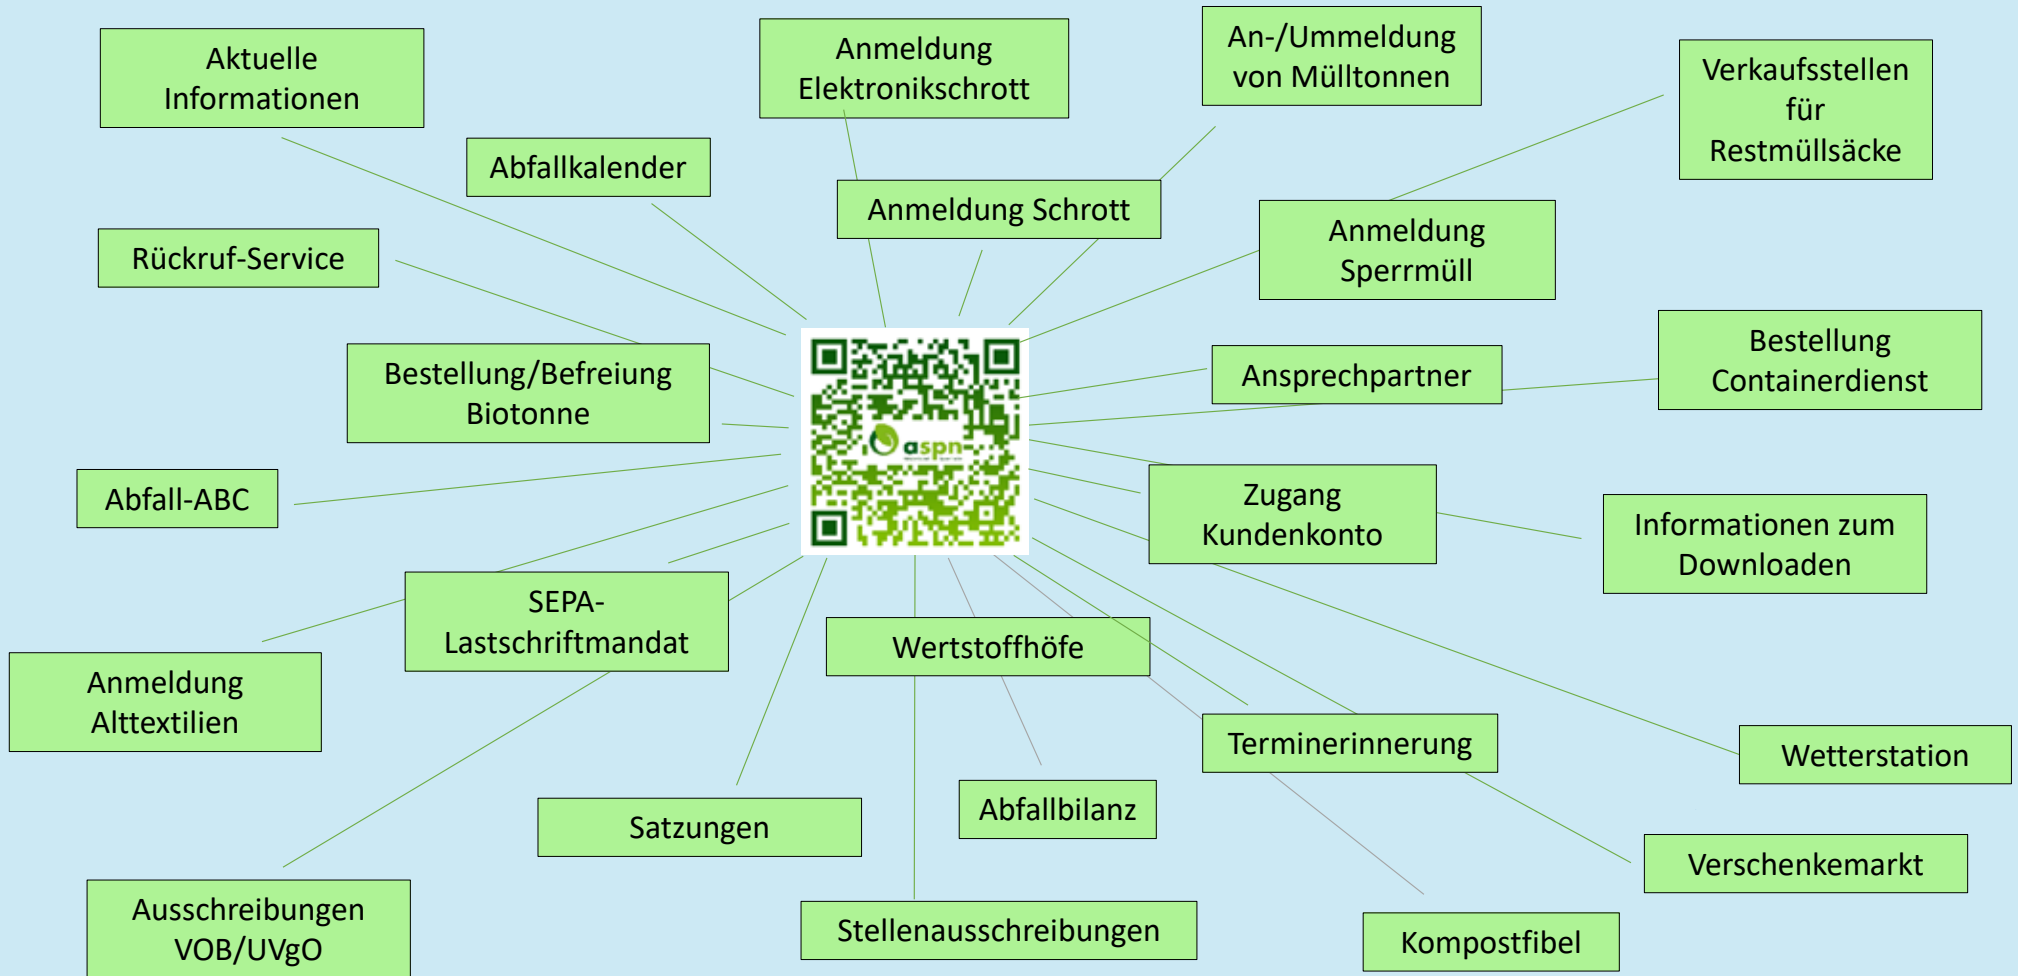 Aktuelle
Informationen
Anmeldung
Elektronikschrott
An-/Ummeldung
von Mülltonnen
Verkaufsstellen
für
Restmüllsäcke
Abfallkalender
Anmeldung Schrott
Rückruf-Service
Anmeldung
Sperrmüll
Bestellung/Befreiung
Biotonne
Ansprechpartner
Bestellung
Containerdienst
aspn
Abfall-ABC
Zugang
Kundenkonto
Informationen zum
Downloaden
SEPA-
Lastschriftmandat
Wertstoffhöfe
Anmeldung
Alttextilien
Terminerinnerung
Wetterstation
Satzungen
Abfallbilanz
Verschenkemarkt
Ausschreibungen
VOB/UVgO
Stellenausschreibungen
Kompostfibel